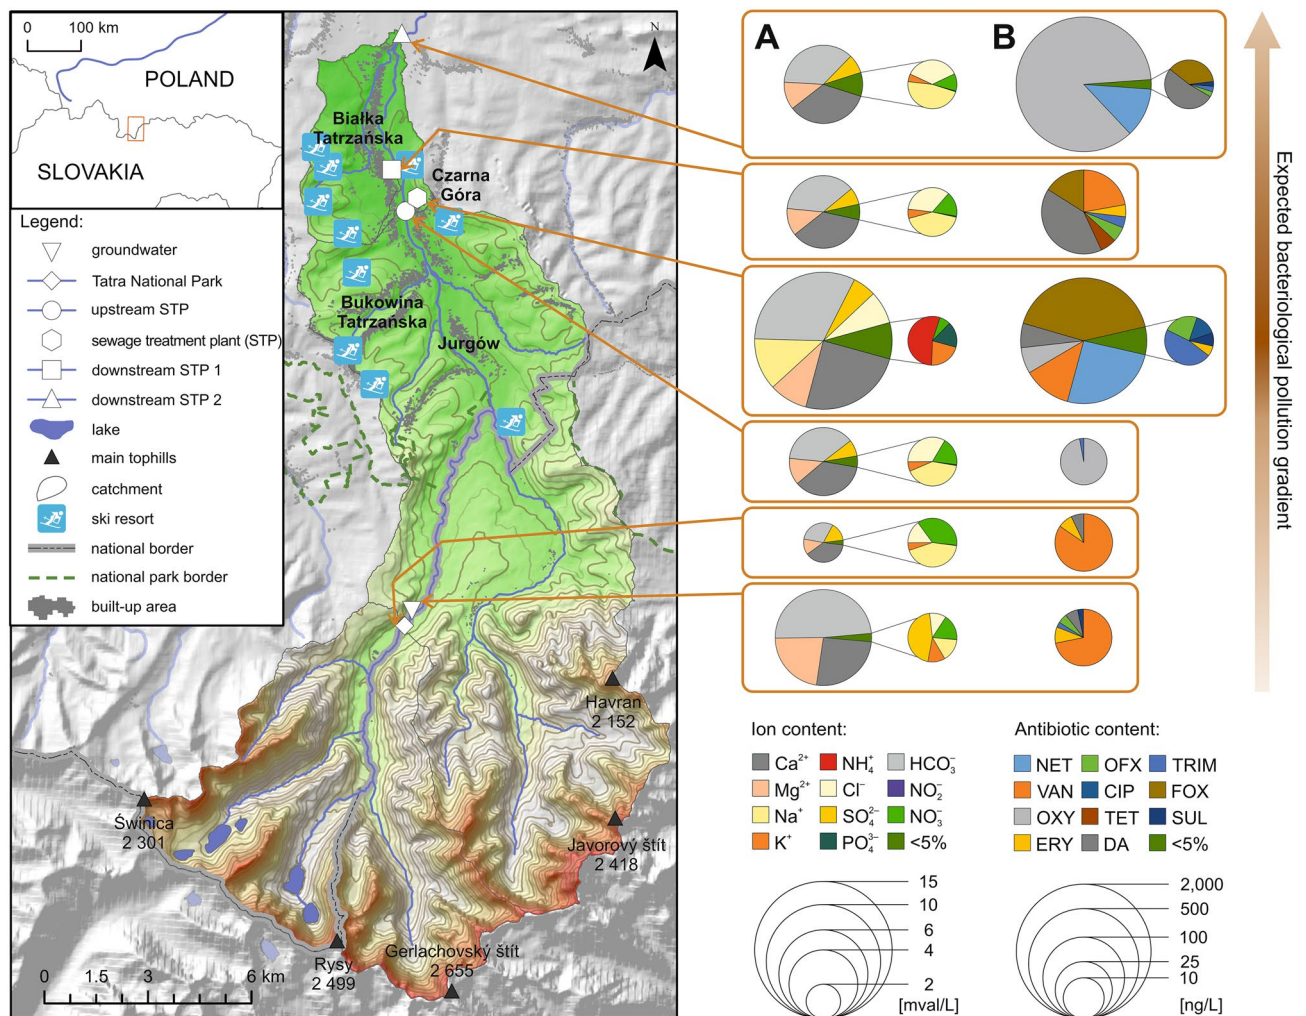 0 100 km
POLAND
SLOVAKIA
Legend:
groundwater
Tatra National Park
upstream STP
sewage treatment plant (STP)
downstream STP 1
downstream STP 2
lake
main tophills
catchment
ski resort
national border
national park border
built-up area
N
Białka
Tatrzańska
Czarna
Góra
Bukowina
Tatrzańska
Jurgów
Havran
2 152
Świnica
2 301
Javorový štít
2 418
Gerlachovský štít
2 655
Rysy
2 499
0 1.5 3 6 km
A B
Expected bacteriological pollution gradient
Ion content:
Ca²⁺ NH₄⁺ HCO₃⁻
Mg²⁺ Cl⁻ NO₂⁻
Na⁺ SO₄²⁻ NO₃⁻
K⁺ PO₄³⁻ <5%
Antibiotic content:
NET OFX TRIM
VAN CIP FOX
OXY TET SUL
ERY DA <5%
15
10
6
4
2
[mval/L]
2,000
500
100
25
10
[ng/L]